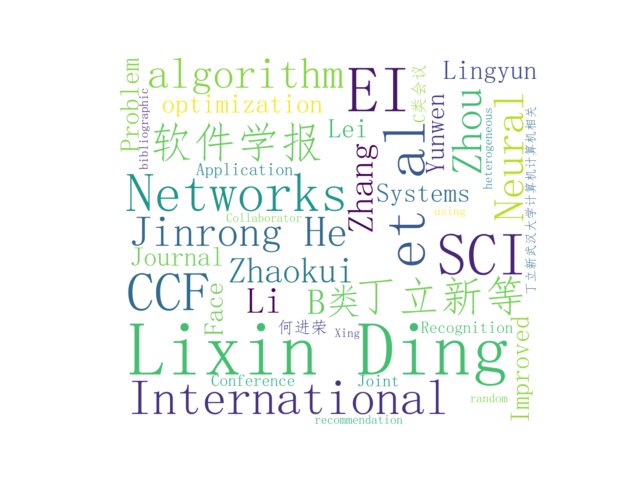 Problem
bibliographic
algorithm
EI
C类会议
Lingyun
optimization
软件学报
Lei
Yunwen
Zhou
heterogeneous
Neural
丁立新武汉大学计算机计算机相关
Application
Networks
Zhang
et al
Systems
Collaborator
using
Jinrong He
Journal
Zhaokui
SCI
CCF
Li
B类
丁立新等
Face
何进荣
Xing
Recognition
Improved
Lixin Ding
Conference
Joint
International
random
recommendation